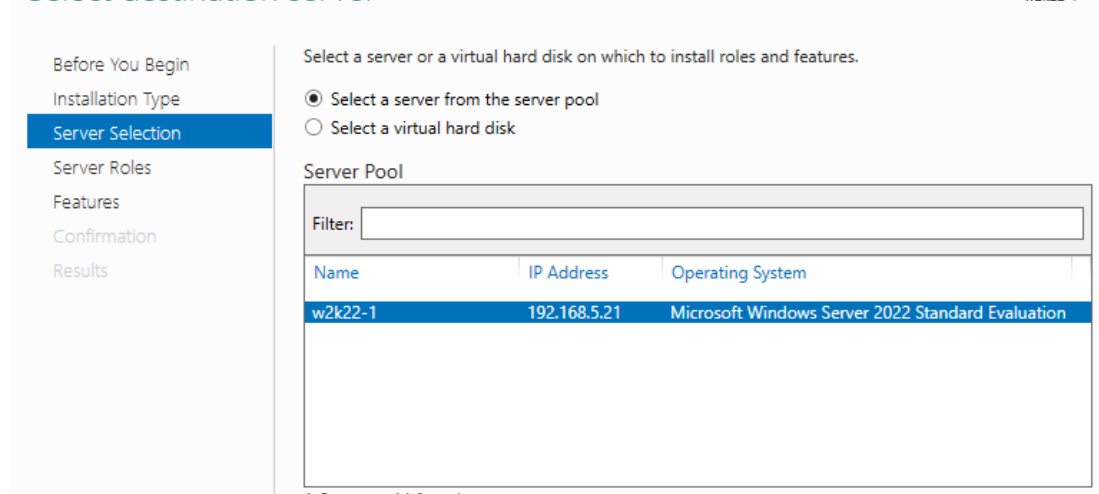 Before You Begin
Installation Type
Server Selection
Server Roles
Features
Confirmation
Results
Select a server or a virtual hard disk on which to install roles and features.
Select a server from the server pool
Select a virtual hard disk
Server Pool
Filter:
Name IP Address Operating System
w2k22-1 192.168.5.21 Microsoft Windows Server 2022 Standard Evaluation